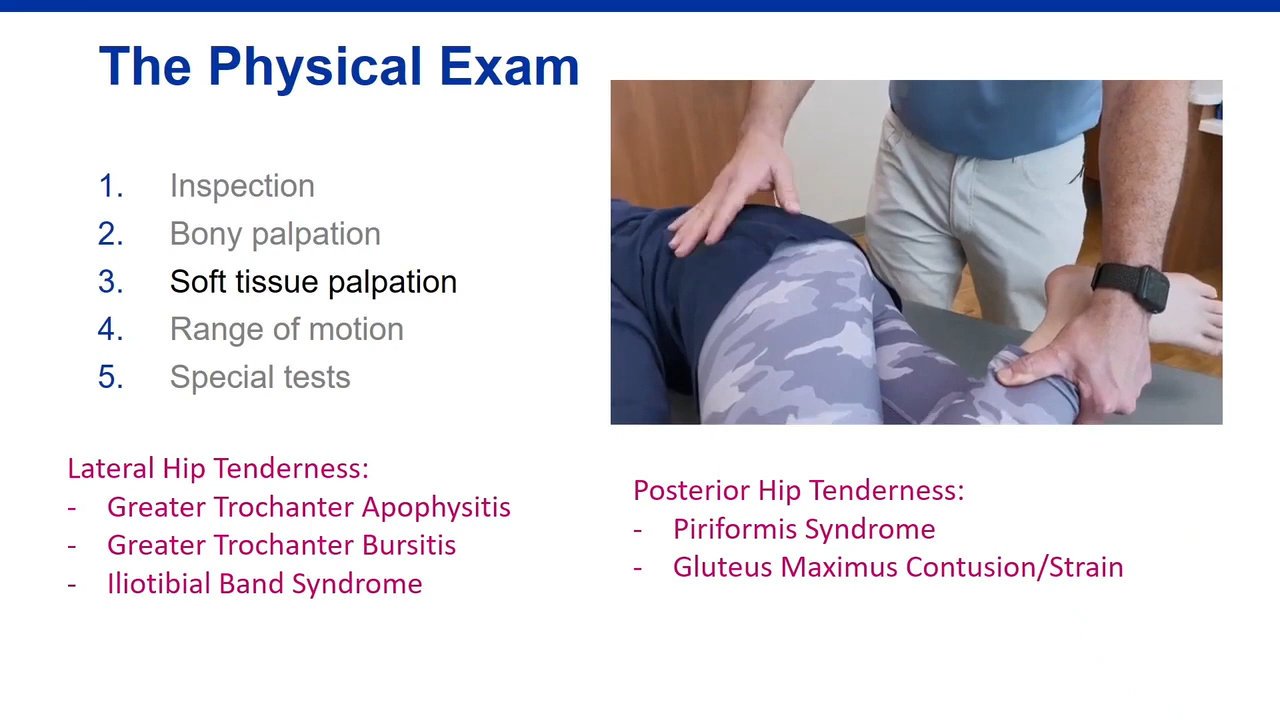 The Physical Exam
1. Inspection
2. Bony palpation
3. Soft tissue palpation
4. Range of motion
5. Special tests
Lateral Hip Tenderness:
- Greater Trochanter Apophysitis
- Greater Trochanter Bursitis
- Iliotibial Band Syndrome
Posterior Hip Tenderness:
- Piriformis Syndrome
- Gluteus Maximus Contusion/Strain